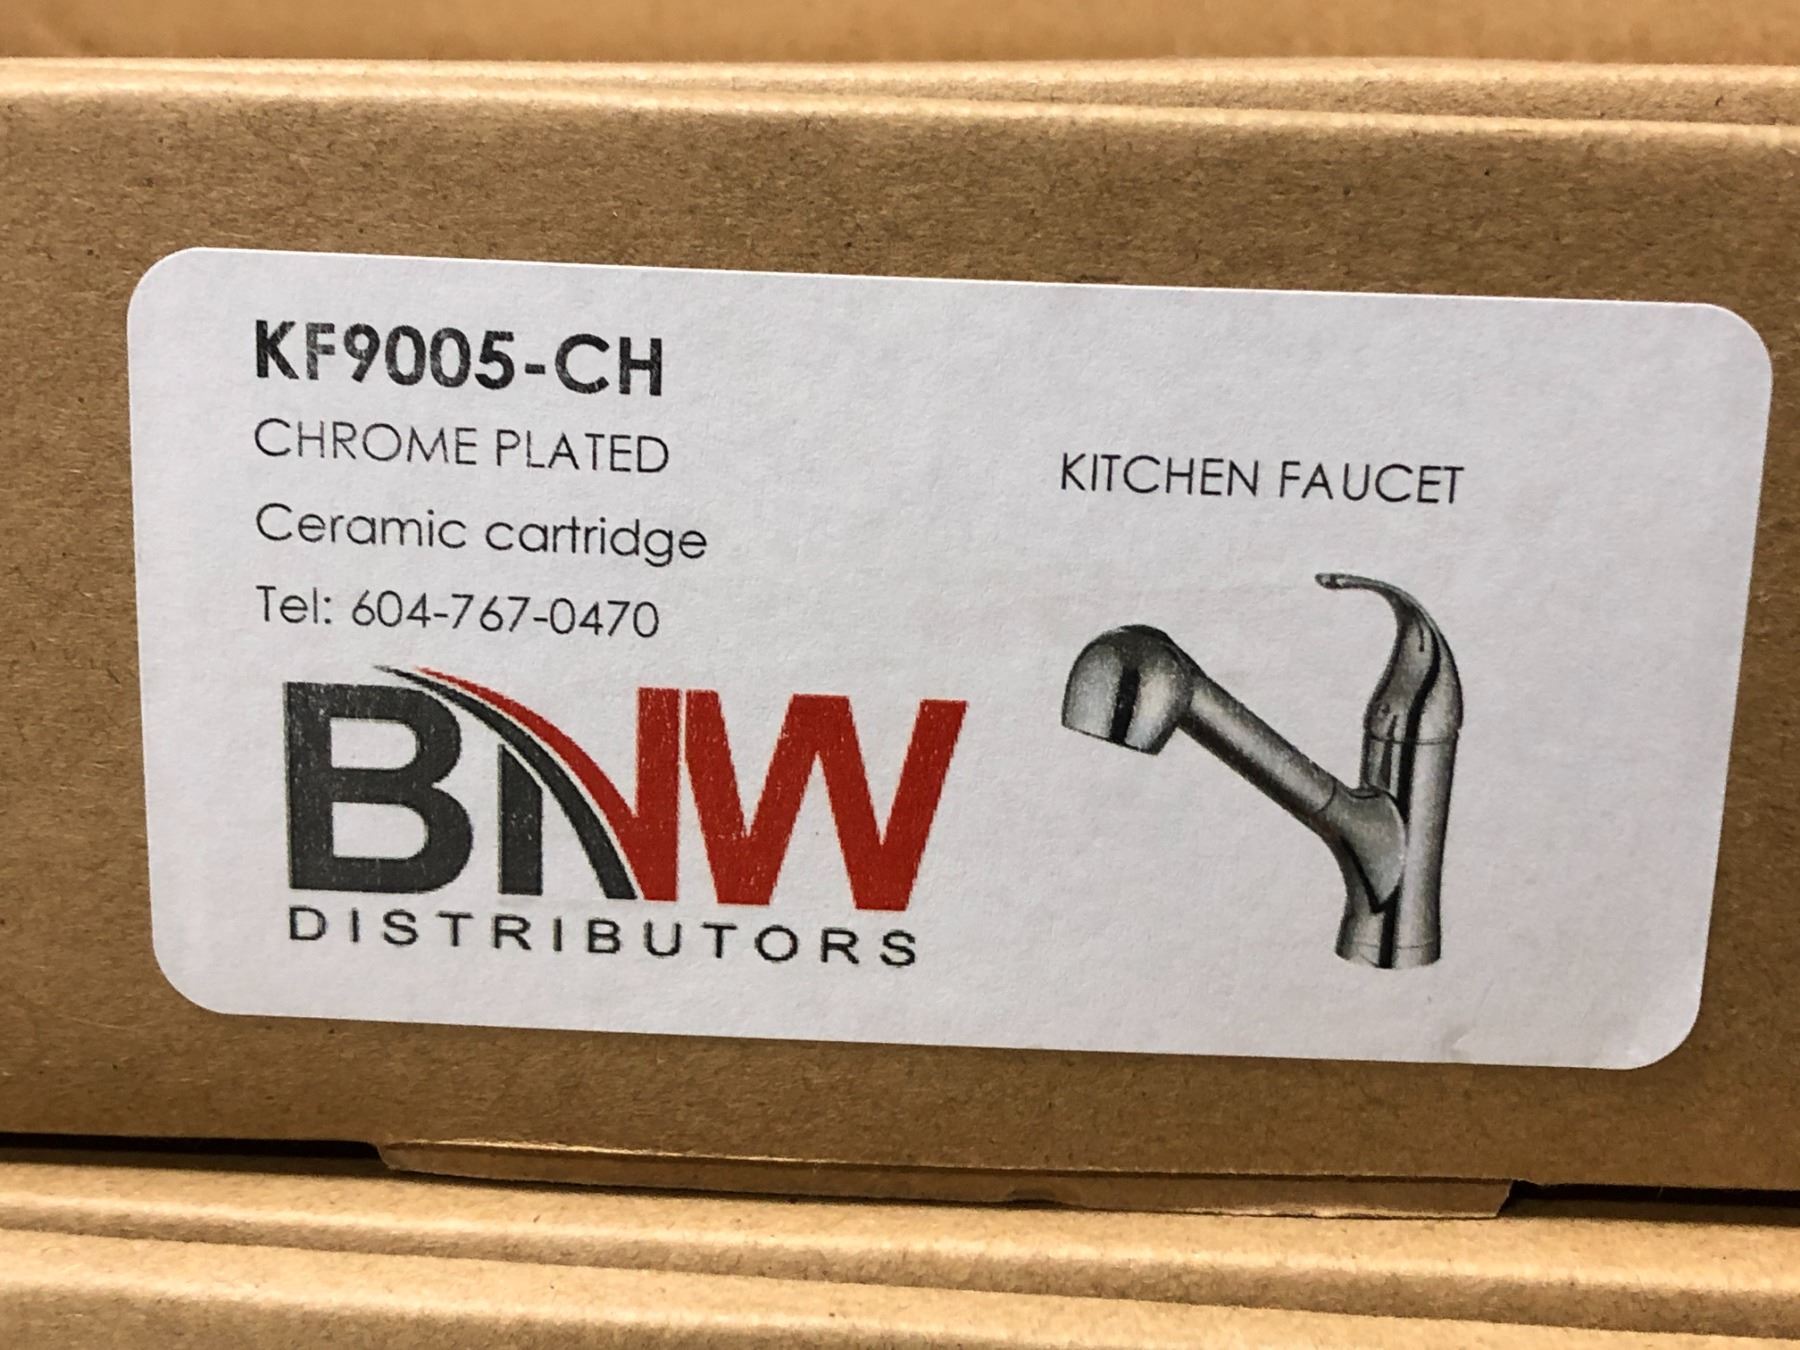 KF9005-CH
CHROME PLATED
Ceramic cartridge
Tel: 604-767-0470
BNW
DISTRIBUTORS
KITCHEN FAUCET